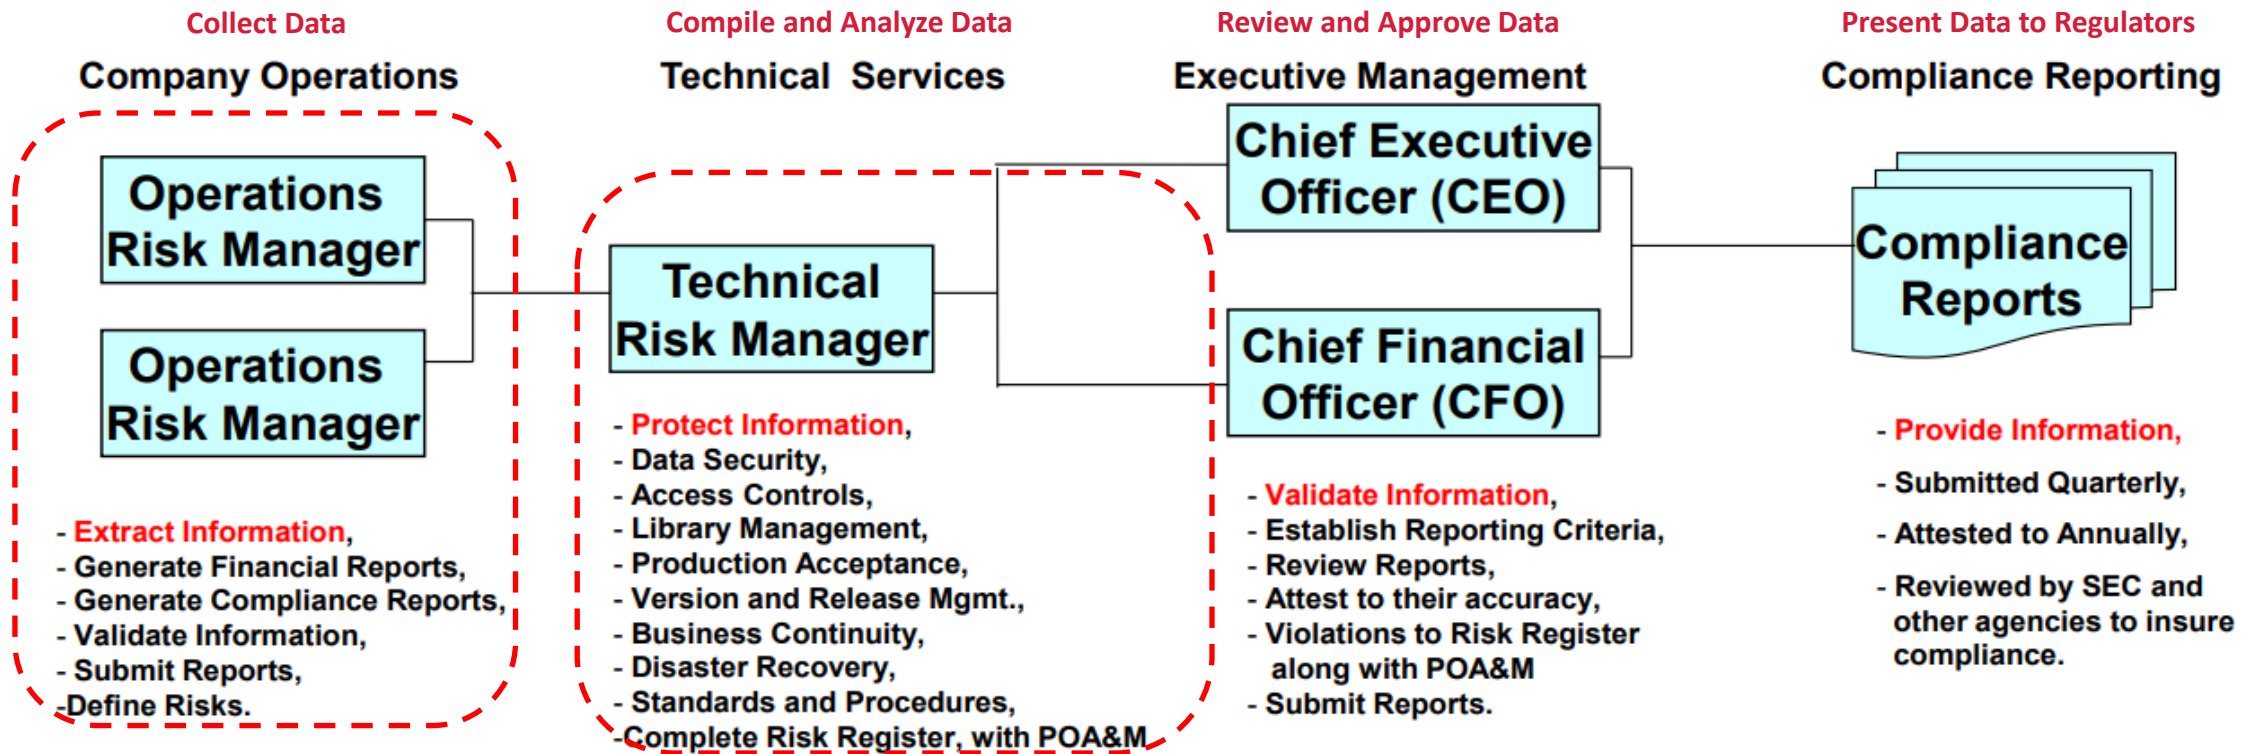 Collect Data
Company Operations
Operations
Risk Manager
Operations
Risk Manager
- Extract Information,
- Generate Financial Reports,
- Generate Compliance Reports,
- Validate Information,
- Submit Reports,
-Define Risks.
Compile and Analyze Data
Technical  Services
Technical
Risk Manager
- Protect Information,
- Data Security,
- Access Controls,
- Library Management,
- Production Acceptance,
- Version and Release Mgmt.,
- Business Continuity,
- Disaster Recovery,
- Standards and Procedures,
-Complete Risk Register, with POA&M
Review and Approve Data
Executive Management
Chief Executive
Officer (CEO)
Chief Financial
Officer (CFO)
- Validate Information,
- Establish Reporting Criteria,
- Review Reports,
- Attest to their accuracy,
- Violations to Risk Register
along with POA&M
- Submit Reports.
Present Data to Regulators
Compliance Reporting
Compliance
Reports
- Provide Information,
- Submitted Quarterly,
- Attested to Annually,
- Reviewed by SEC and
other agencies to insure
compliance.